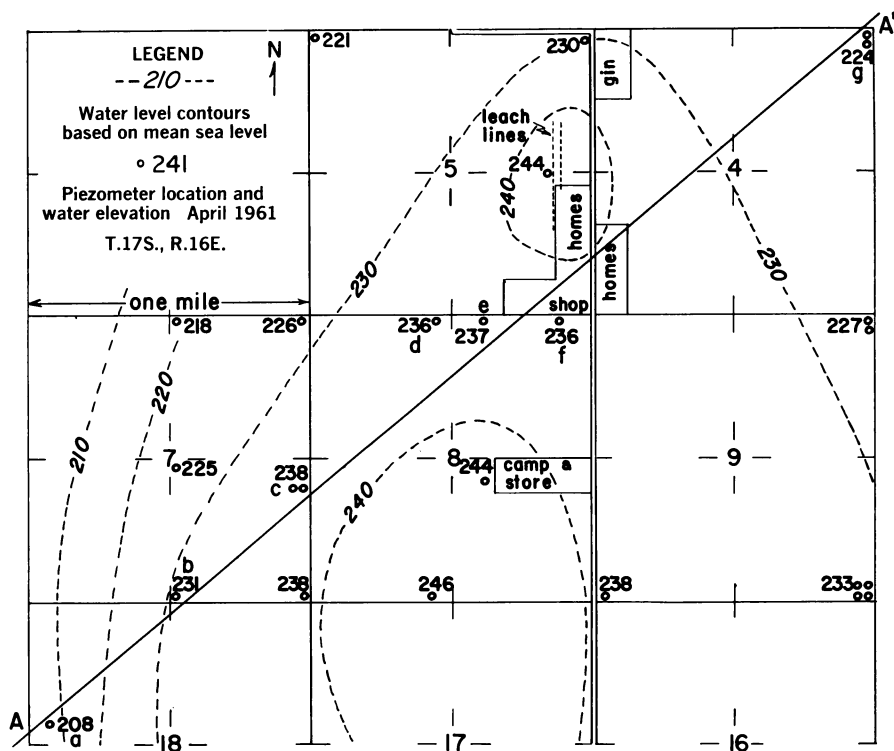 A'
221
230
224
g
gin
LEGEND
--210---
N
Water level contours
based on mean sea level
241
Piezometer location and
water elevation April 1961
T.17S., R.16E.
leach
lines
5
244
4
240
homes
homes
230
230
one mile
218
226
236
d
e
237
shop
236
f
227
220
210
7
225
238
c
8
244
camp a
store
9
240
b
231
238
246
238
233
A
208
a
18
17
16